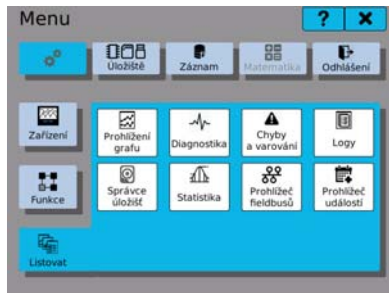 Menu
?
Úložiště
Záznam
Matematika
Odhlášení
Zařízení
Prohlížení
grafu
Diagnostika
Chyby
a varování
Logy
Funkce
Správce
úložišť
Statistika
Prohlížeč
fieldbusů
Prohlížeč
událostí
Listovat